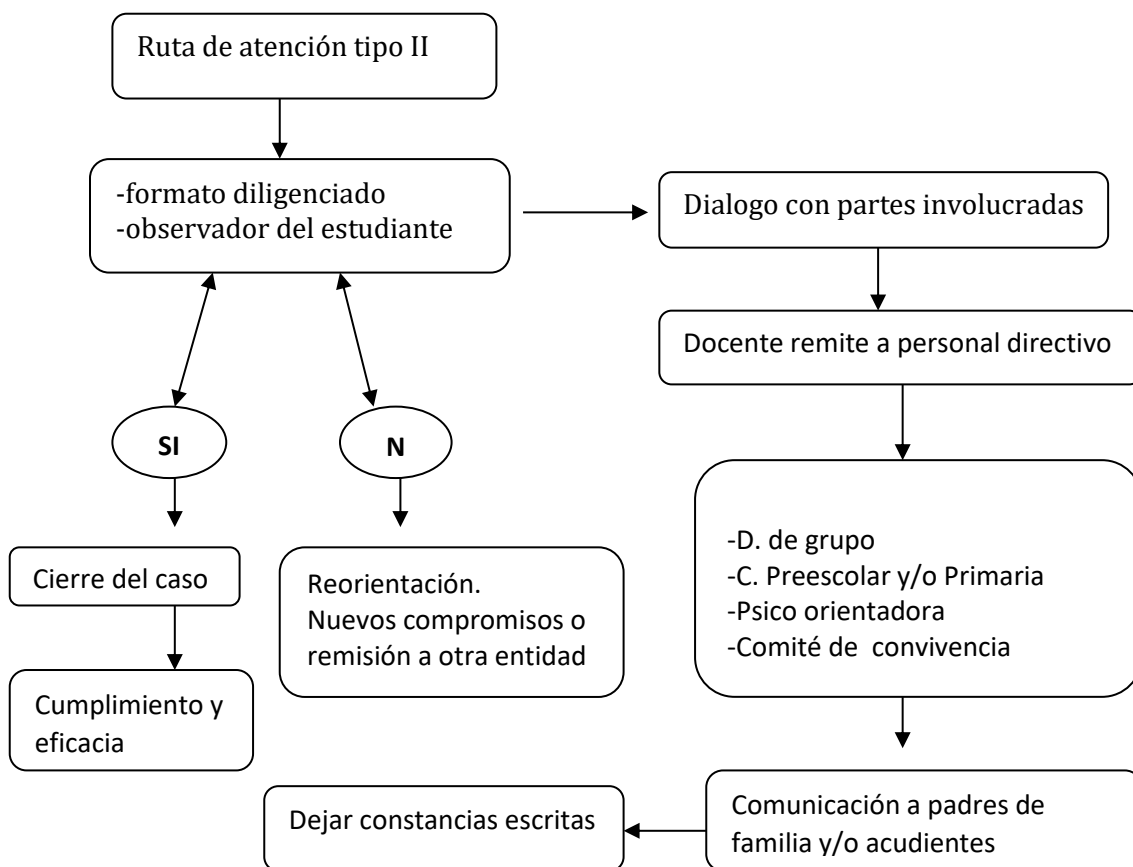 Ruta de atención tipo II
-formato diligenciado
-observador del estudiante
Dialogo con partes involucradas
Docente remite a personal directivo
SI
N
-D. de grupo
-C. Preescolar y/o Primaria
-Psico orientadora
-Comité de convivencia
Cierre del caso
Reorientación.
Nuevos compromisos o
remisión a otra entidad
Cumplimiento y
eficacia
Comunicación a padres de
familia y/o acudientes
Dejar constancias escritas